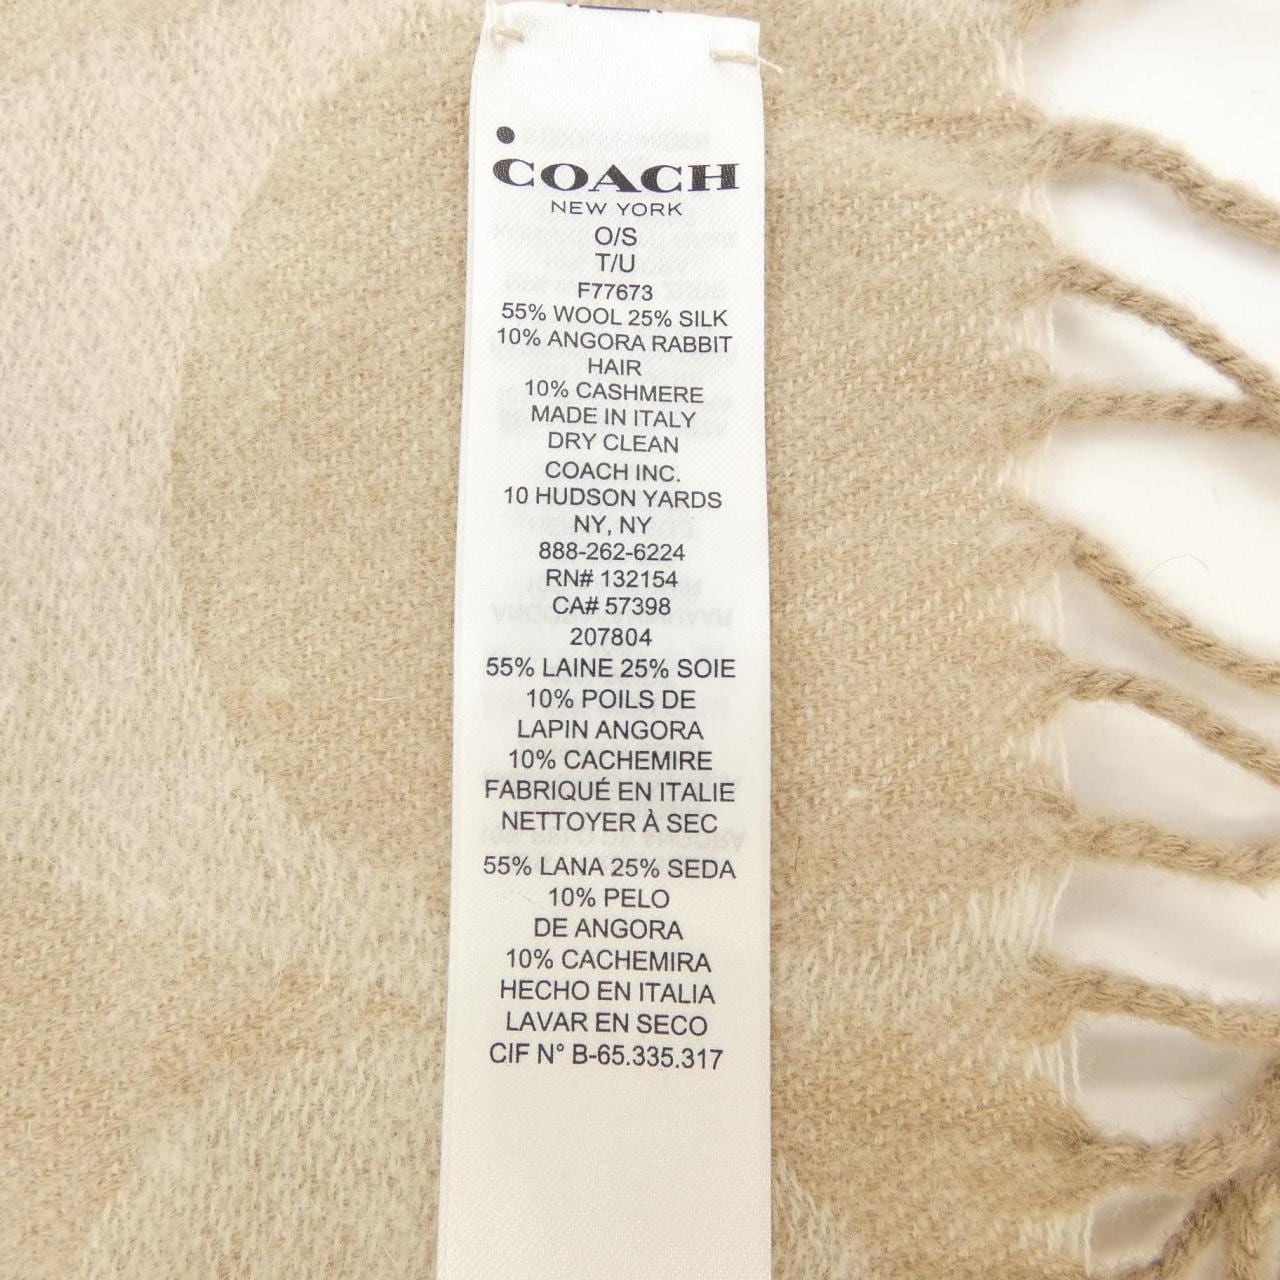 COACH
NEW YORK
O/S
T/U
F77673
55% WOOL 25% SILK
10% ANGORA RABBIT
HAIR
10% CASHMERE
MADE IN ITALY
DRY CLEAN
COACH INC.
10 HUDSON YARDS
NY, NY
888-262-6224
RN# 132154
CA# 57398
207804
55% LAINE 25% SOIE
10% POILS DE
LAPIN ANGORA
10% CACHEMIRE
FABRIQUÉ EN ITALIE
NETTOYER À SEC
55% LANA 25% SEDA
10% PELO
DE ANGORA
10% CACHEMIRA
HECHO EN ITALIA
LAVAR EN SECO
CIF N° B-65.335.317